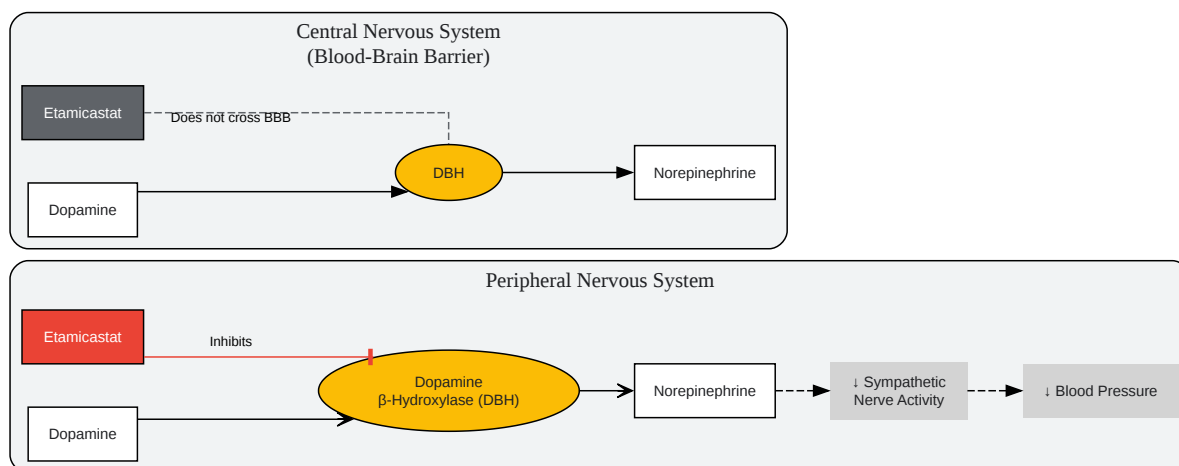 Central Nervous System
(Blood-Brain Barrier)
Etamicastat
Does not cross BBB
DBH
Norepinephrine
Dopamine
Peripheral Nervous System
Etamicastat
Inhibits
Dopamine
β-Hydroxylase (DBH)
Norepinephrine
↓ Sympathetic
Nerve Activity
↓ Blood Pressure
Dopamine